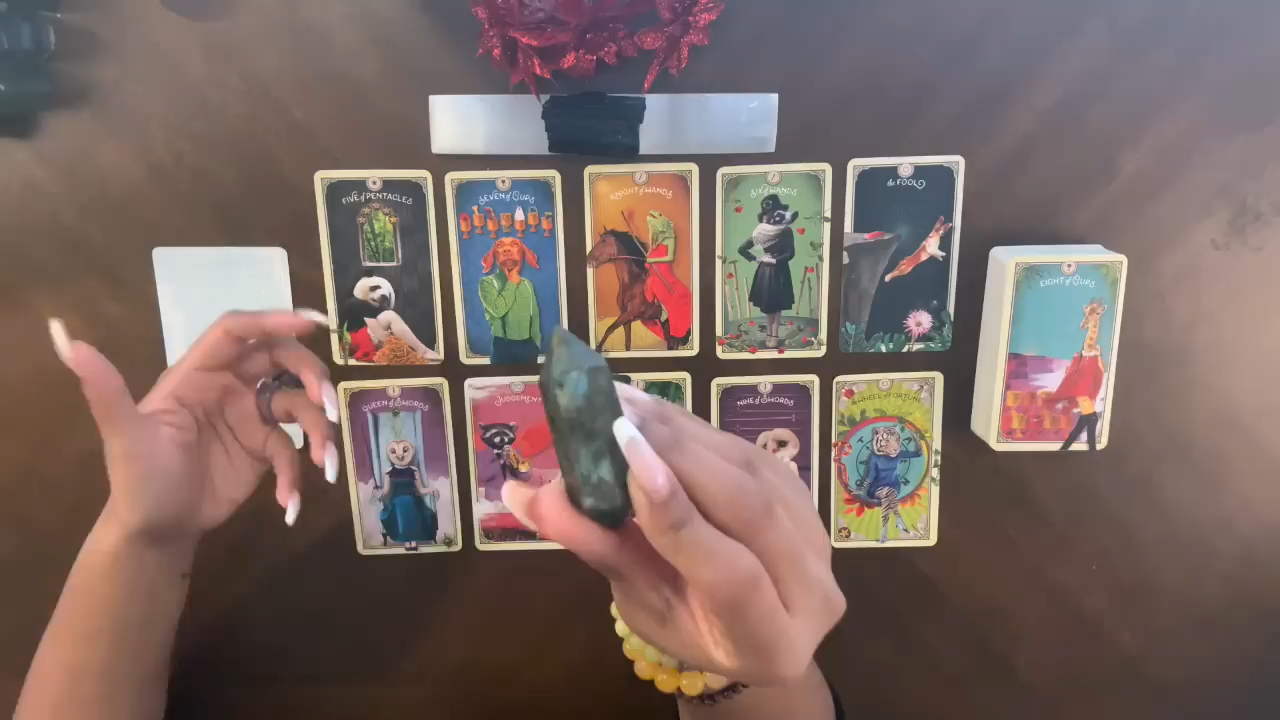 FIVE of PENTACLES
SEVEN of CUPS
KNIGHT of WANDS
SIX of WANDS
the FOOL
EIGHT of CUPS
QUEEN of SWORDS
JUDGEMENT
NINE of SWORDS
WHEEL of FORTUNE